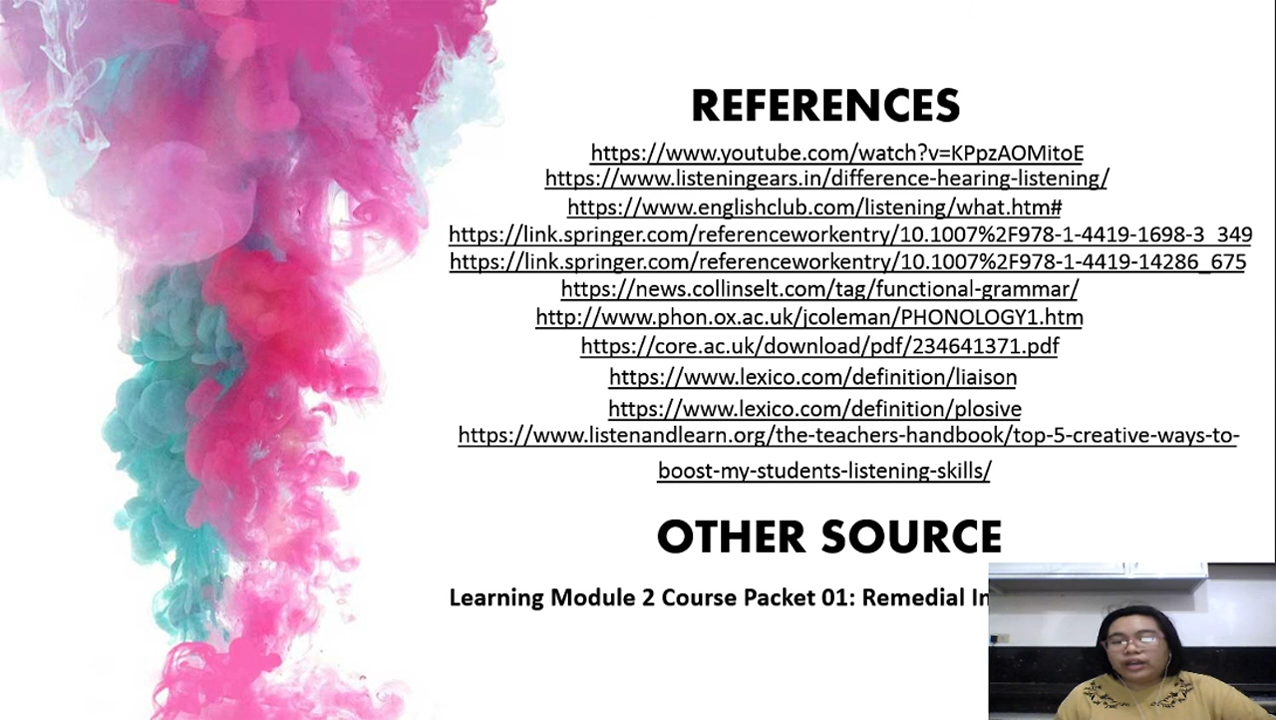 REFERENCES
https://www.youtube.com/watch?v=KPpzAOMitoE
https://www.listeningears.in/difference-hearing-listening/
https://www.englishclub.com/listening/what.htm#
https://link.springer.com/referenceworkentry/10.1007%2F978-1-4419-1698-3_349
https://link.springer.com/referenceworkentry/10.1007%2F978-1-4419-14286_675
https://news.collinselt.com/tag/functional-grammar/
http://www.phon.ox.ac.uk/jcoleman/PHONOLOGY1.htm
https://core.ac.uk/download/pdf/234641371.pdf
https://www.lexico.com/definition/liaison
https://www.lexico.com/definition/plosive
https://www.listenandlearn.org/the-teachers-handbook/top-5-creative-ways-to-
boost-my-students-listening-skills/
OTHER SOURCE
Learning Module 2 Course Packet 01: Remedial